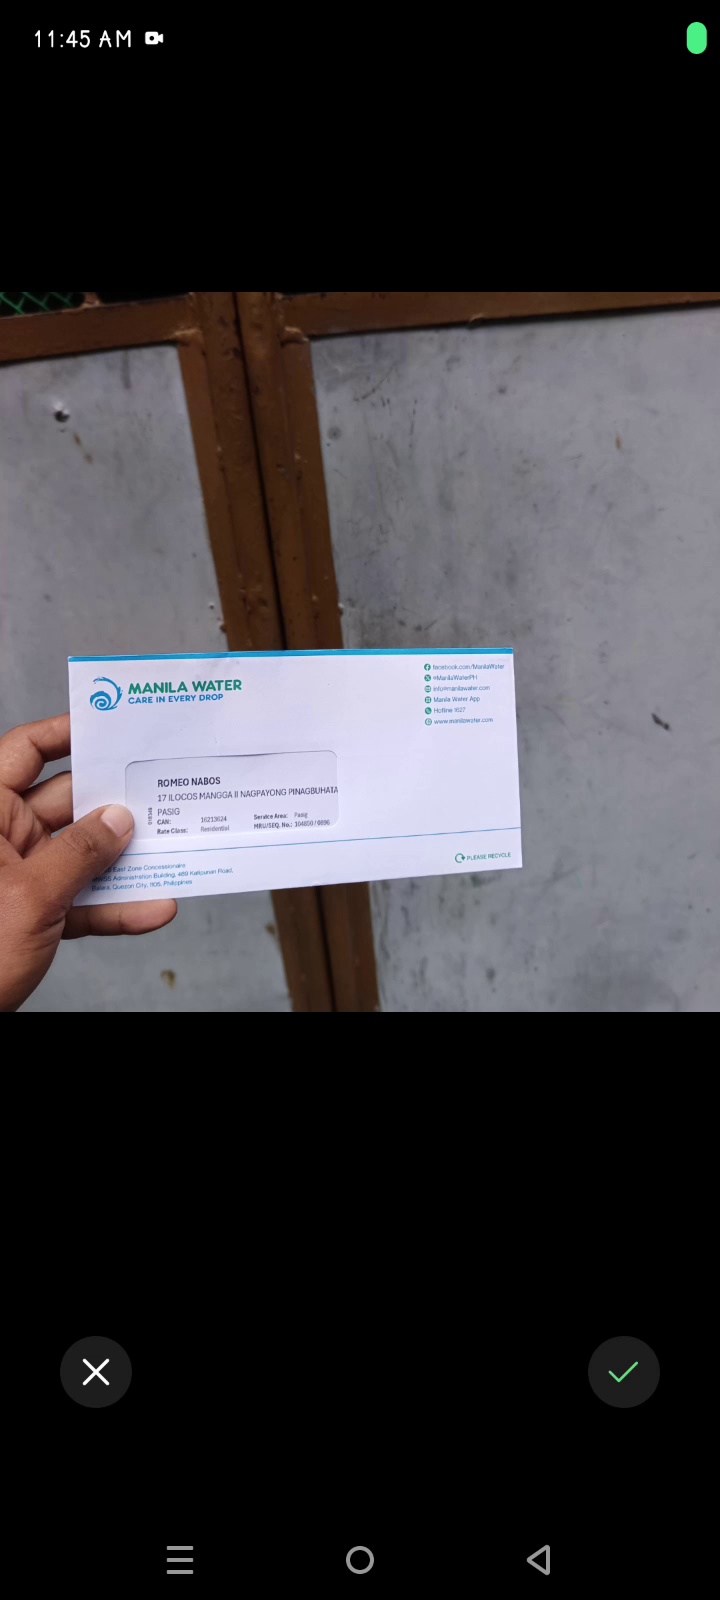 11:45 AM
MANILA WATER
CARE IN EVERY DROP
facebook.com/ManilaWater
@ManilaWaterPH
info@manilawater.com
Manila Water App
Hotline 1627
www.manilawater.com
ROMEO NABOS
17 ILOCOS MANGGA II NAGPAYONG PINAGBUHATA
PASIG
CAN: 16213624 Service Area: Pasig
Rate Class: Residential MRU/SEQ. No.:
East Zone Concessionaire
Administration Building, 489 Katipunan Road,
Balara, Quezon City, 1105, Philippines
PLEASE RECYCLE